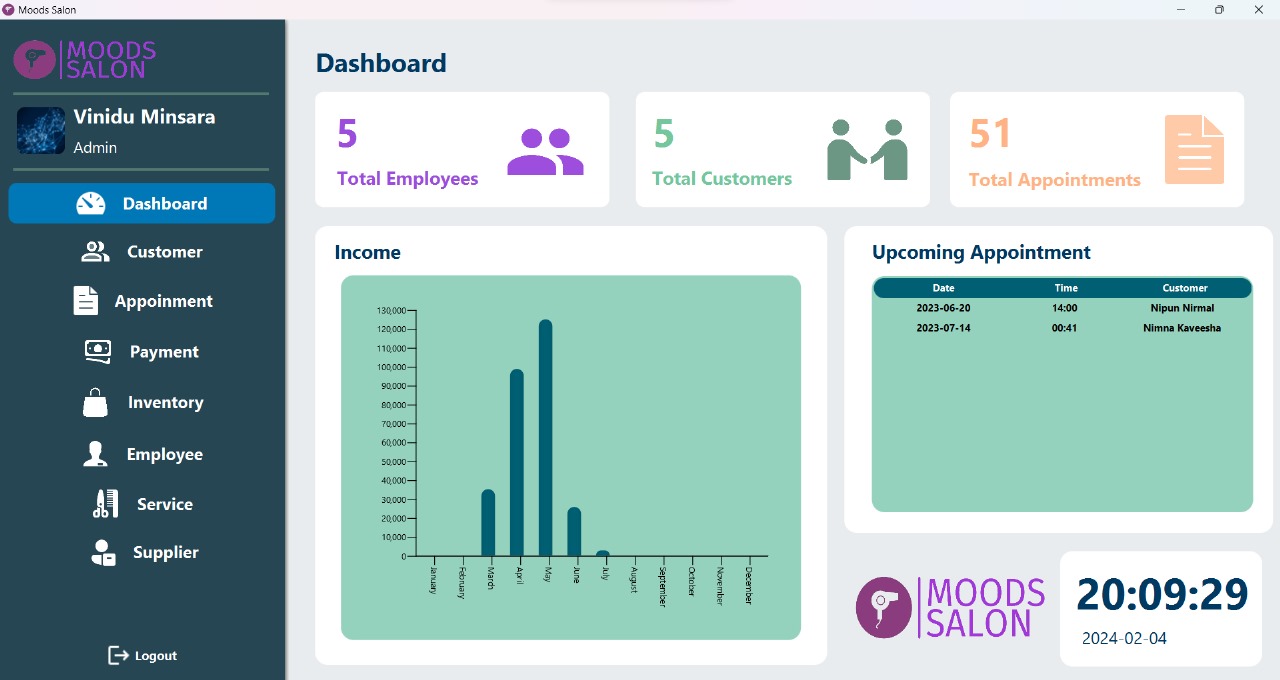 Moods Salon
MOODS
SALON
Vinidu Minsara
Admin
Dashboard
Customer
Appoinment
Payment
Inventory
Employee
Service
Supplier
Logout
Dashboard
5
Total Employees
5
Total Customers
51
Total Appointments
Income
130,000
120,000
110,000
100,000
90,000
80,000
70,000
60,000
50,000
40,000
30,000
20,000
10,000
0
January
February
March
April
May
June
July
August
September
October
November
December
Upcoming Appointment
Date Time Customer
2023-06-20 14:00 Nipun Nirmal
2023-07-14 00:41 Nimna Kaveesha
MOODS
SALON
20:09:29
2024-02-04